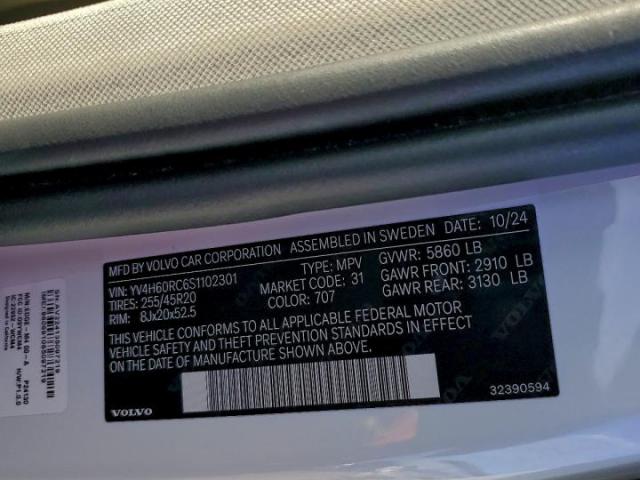 MFD BY VOLVO CAR CORPORATION ASSEMBLED IN SWEDEN DATE: 10/24
VIN: YV4H60RC6S1102301 TYPE: MPV GVWR: 5860 LB
TIRES: 255/45R20 MARKET CODE: 31 GAWR FRONT: 2910 LB
RIM: 8Jx20x52.5 COLOR: 707 GAWR REAR: 3130 LB
THIS VEHICLE CONFORMS TO ALL APPLICABLE FEDERAL MOTOR
VEHICLE SAFETY, BUMPER, AND THEFT PREVENTION STANDARDS IN EFFECT
ON THE DATE OF MANUFACTURE SHOWN ABOVE.
VOLVO 32390594